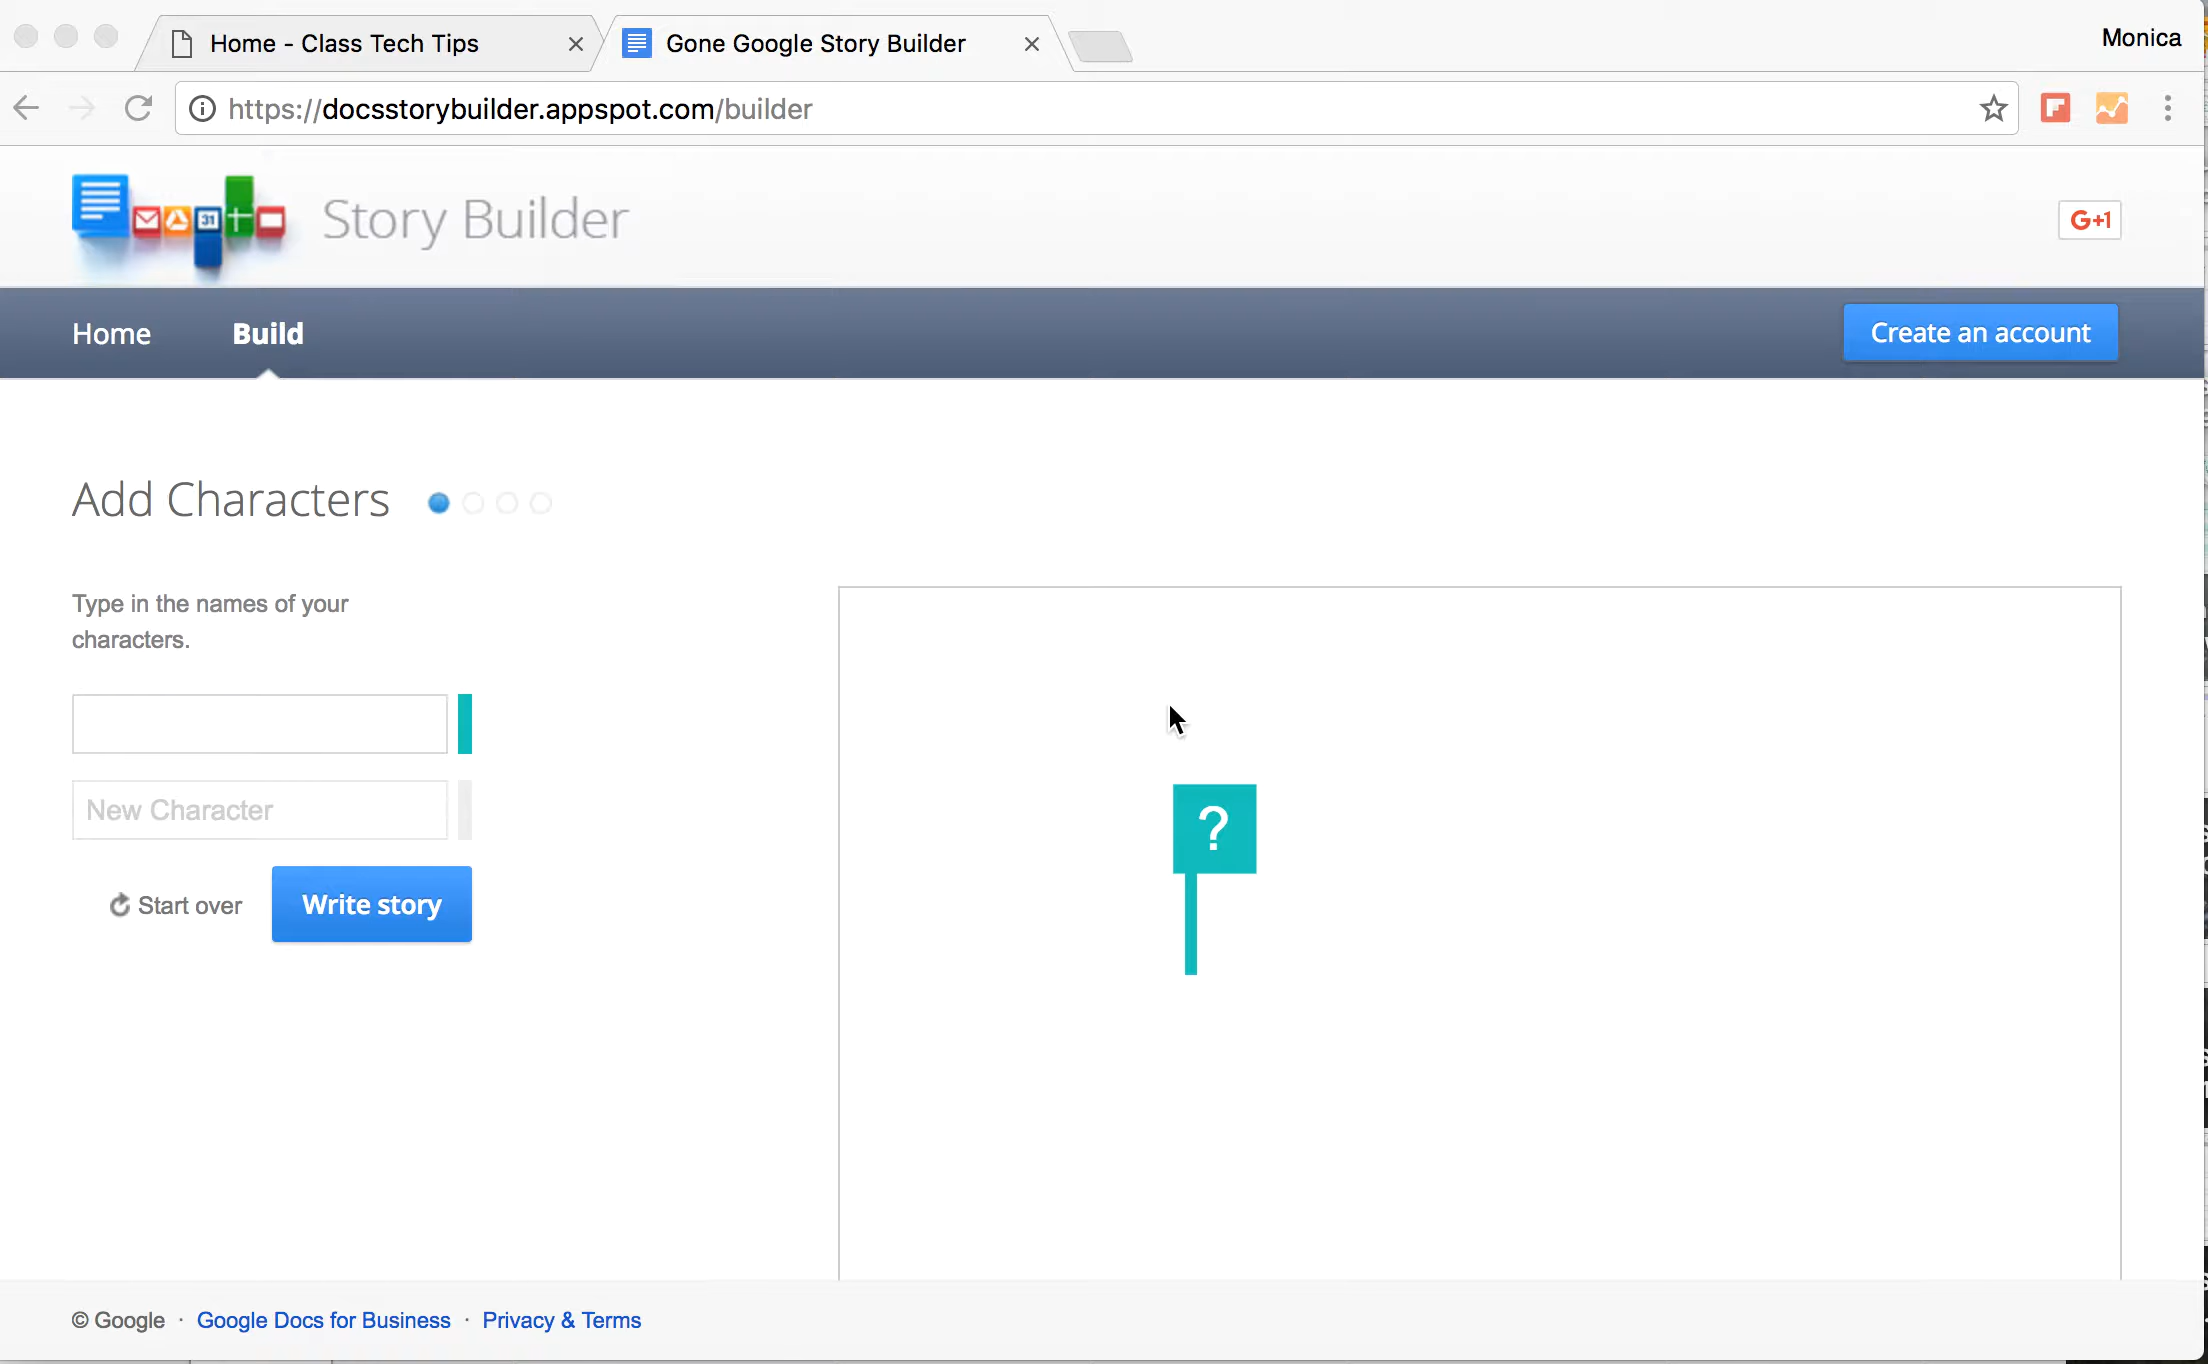 Home - Class Tech Tips
Gone Google Story Builder
Monica
https://docsstorybuilder.appspot.com/builder
31
Story Builder
G+1
Home
Build
Create an account
Add Characters
Type in the names of your
characters.
New Character
Start over
Write story
?
© Google · Google Docs for Business · Privacy & Terms